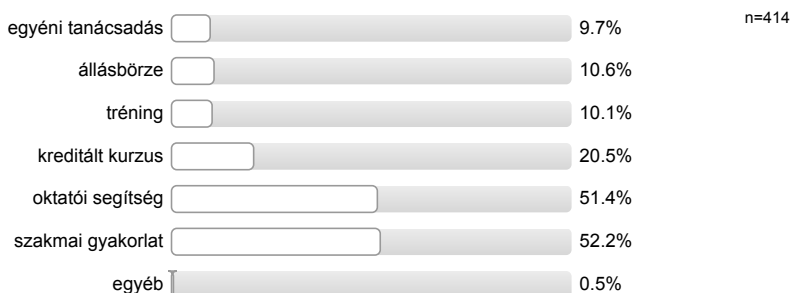 egyéni tanácsadás 9.7% n=414
állásbörze 10.6%
tréning 10.1%
kreditált kurzus 20.5%
oktatói segítség 51.4%
szakmai gyakorlat 52.2%
egyéb 0.5%